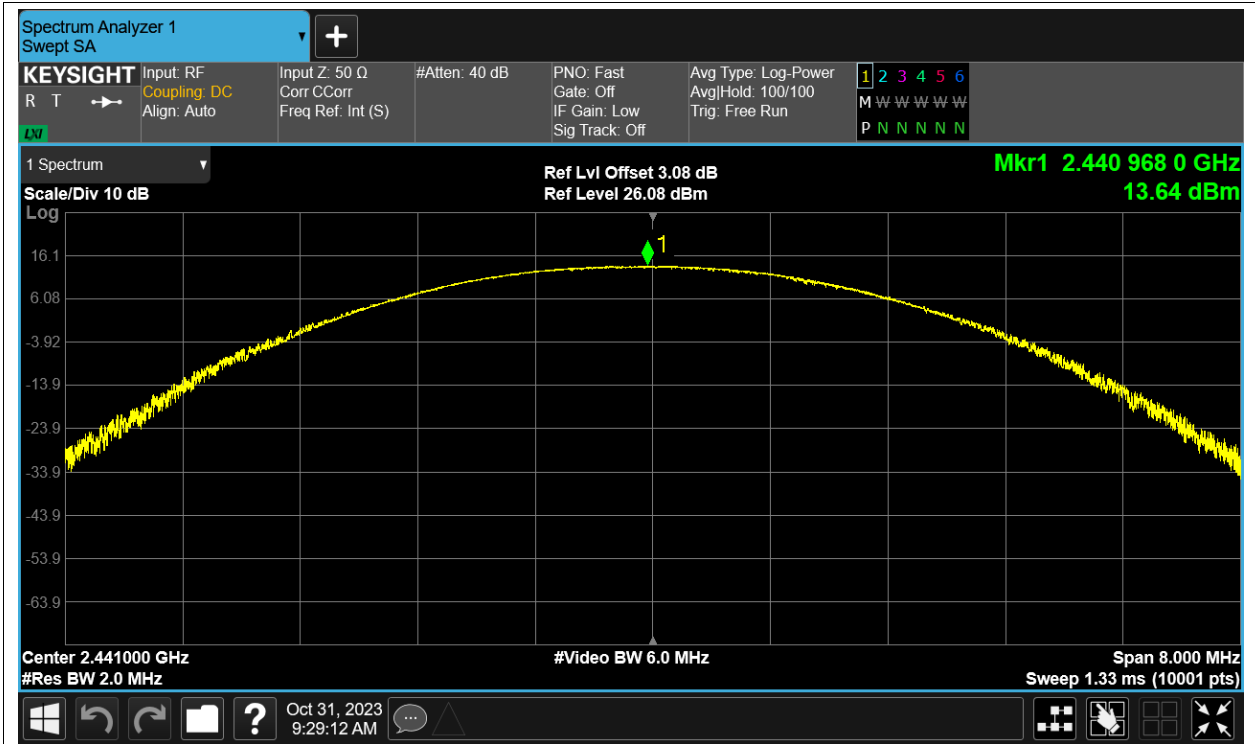 Spectrum Analyzer 1
Swept SA
+
KEYSIGHT
R T
LXI
Input: RF
Coupling: DC
Align: Auto
Input Z: 50 Ω
Corr CCorr
Freq Ref: Int (S)
#Atten: 40 dB
PNO: Fast
Gate: Off
IF Gain: Low
Sig Track: Off
Avg Type: Log-Power
Avg|Hold: 100/100
Trig: Free Run
1 2 3 4 5 6
M W W W W W
P N N N N N
1 Spectrum
Scale/Div 10 dB
Log
Ref Lvl Offset 3.08 dB
Ref Level 26.08 dBm
Mkr1 2.440 968 0 GHz
13.64 dBm
1
16.1
6.08
-3.92
-13.9
-23.9
-33.9
-43.9
-53.9
-63.9
Center 2.441000 GHz
#Video BW 6.0 MHz
Span 8.000 MHz
#Res BW 2.0 MHz
Sweep 1.33 ms (10001 pts)
?
Oct 31, 2023
9:29:12 AM